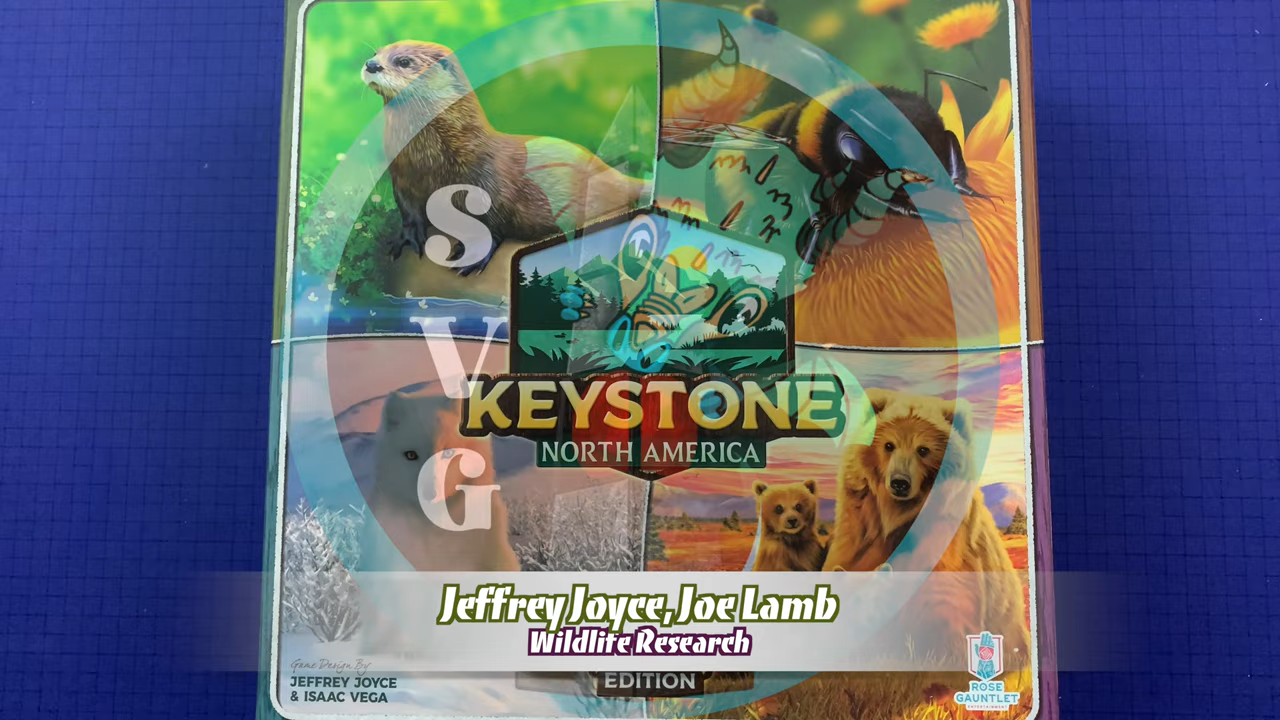 S
V
G
KEYSTONE
NORTH AMERICA
Jeffrey Joyce, Joe Lamb
Wildlife Research
EDITION
Game Design By
JEFFREY JOYCE
& ISAAC VEGA
ROSE
GAUNTLET
ENTERTAINMENT